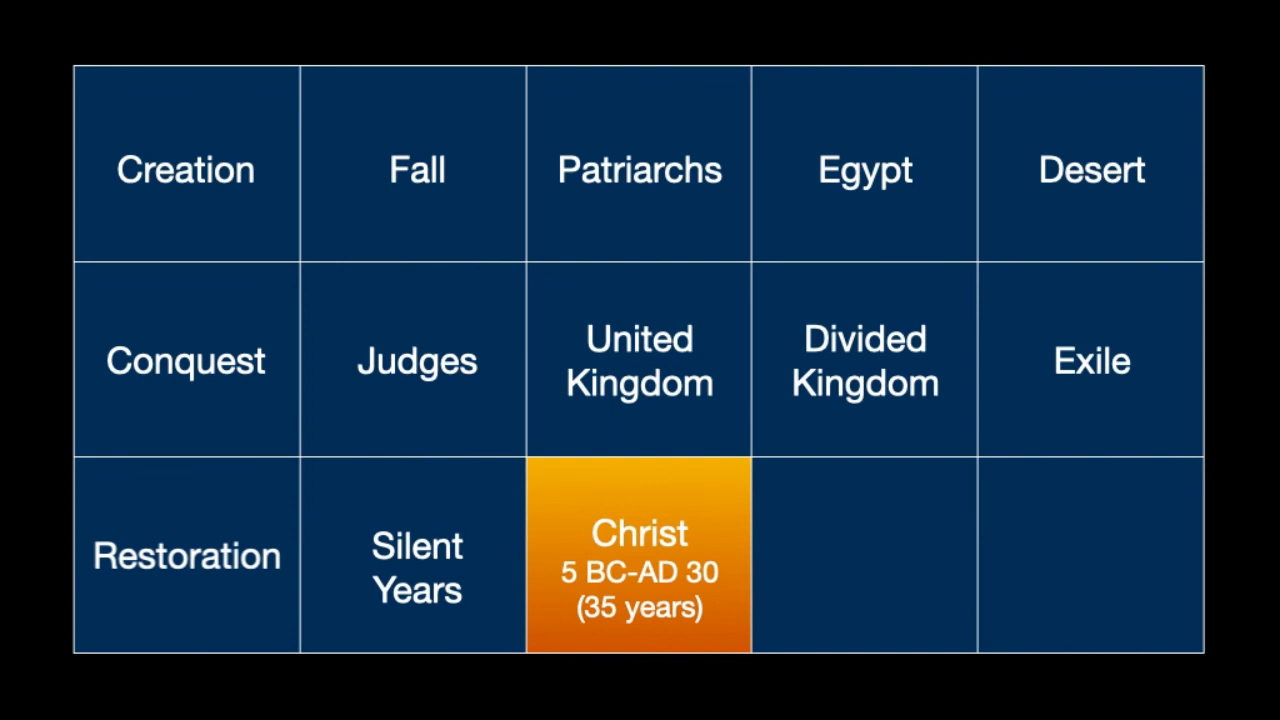 Creation
Fall
Patriarchs
Egypt
Desert
Conquest
Judges
United
Kingdom
Divided
Kingdom
Exile
Restoration
Silent
Years
Christ
5 BC-AD 30
(35 years)